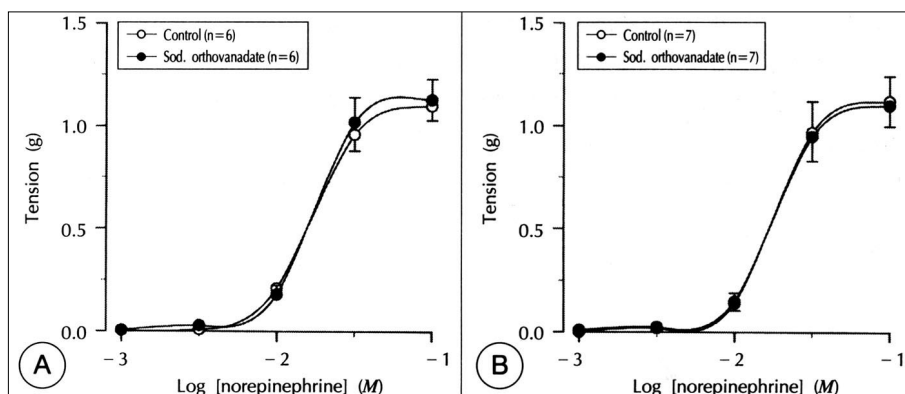 1.5
Control (n=6)
Sod. orthovanadate (n=6)
1.0
Tension (g)
0.5
0.0
−3
−2
−1
Log [norepinephrine] (M)
A
1.5
Control (n=7)
Sod. orthovanadate (n=7)
1.0
Tension (g)
0.5
0.0
−3
−2
−1
Log [norepinephrine] (M)
B